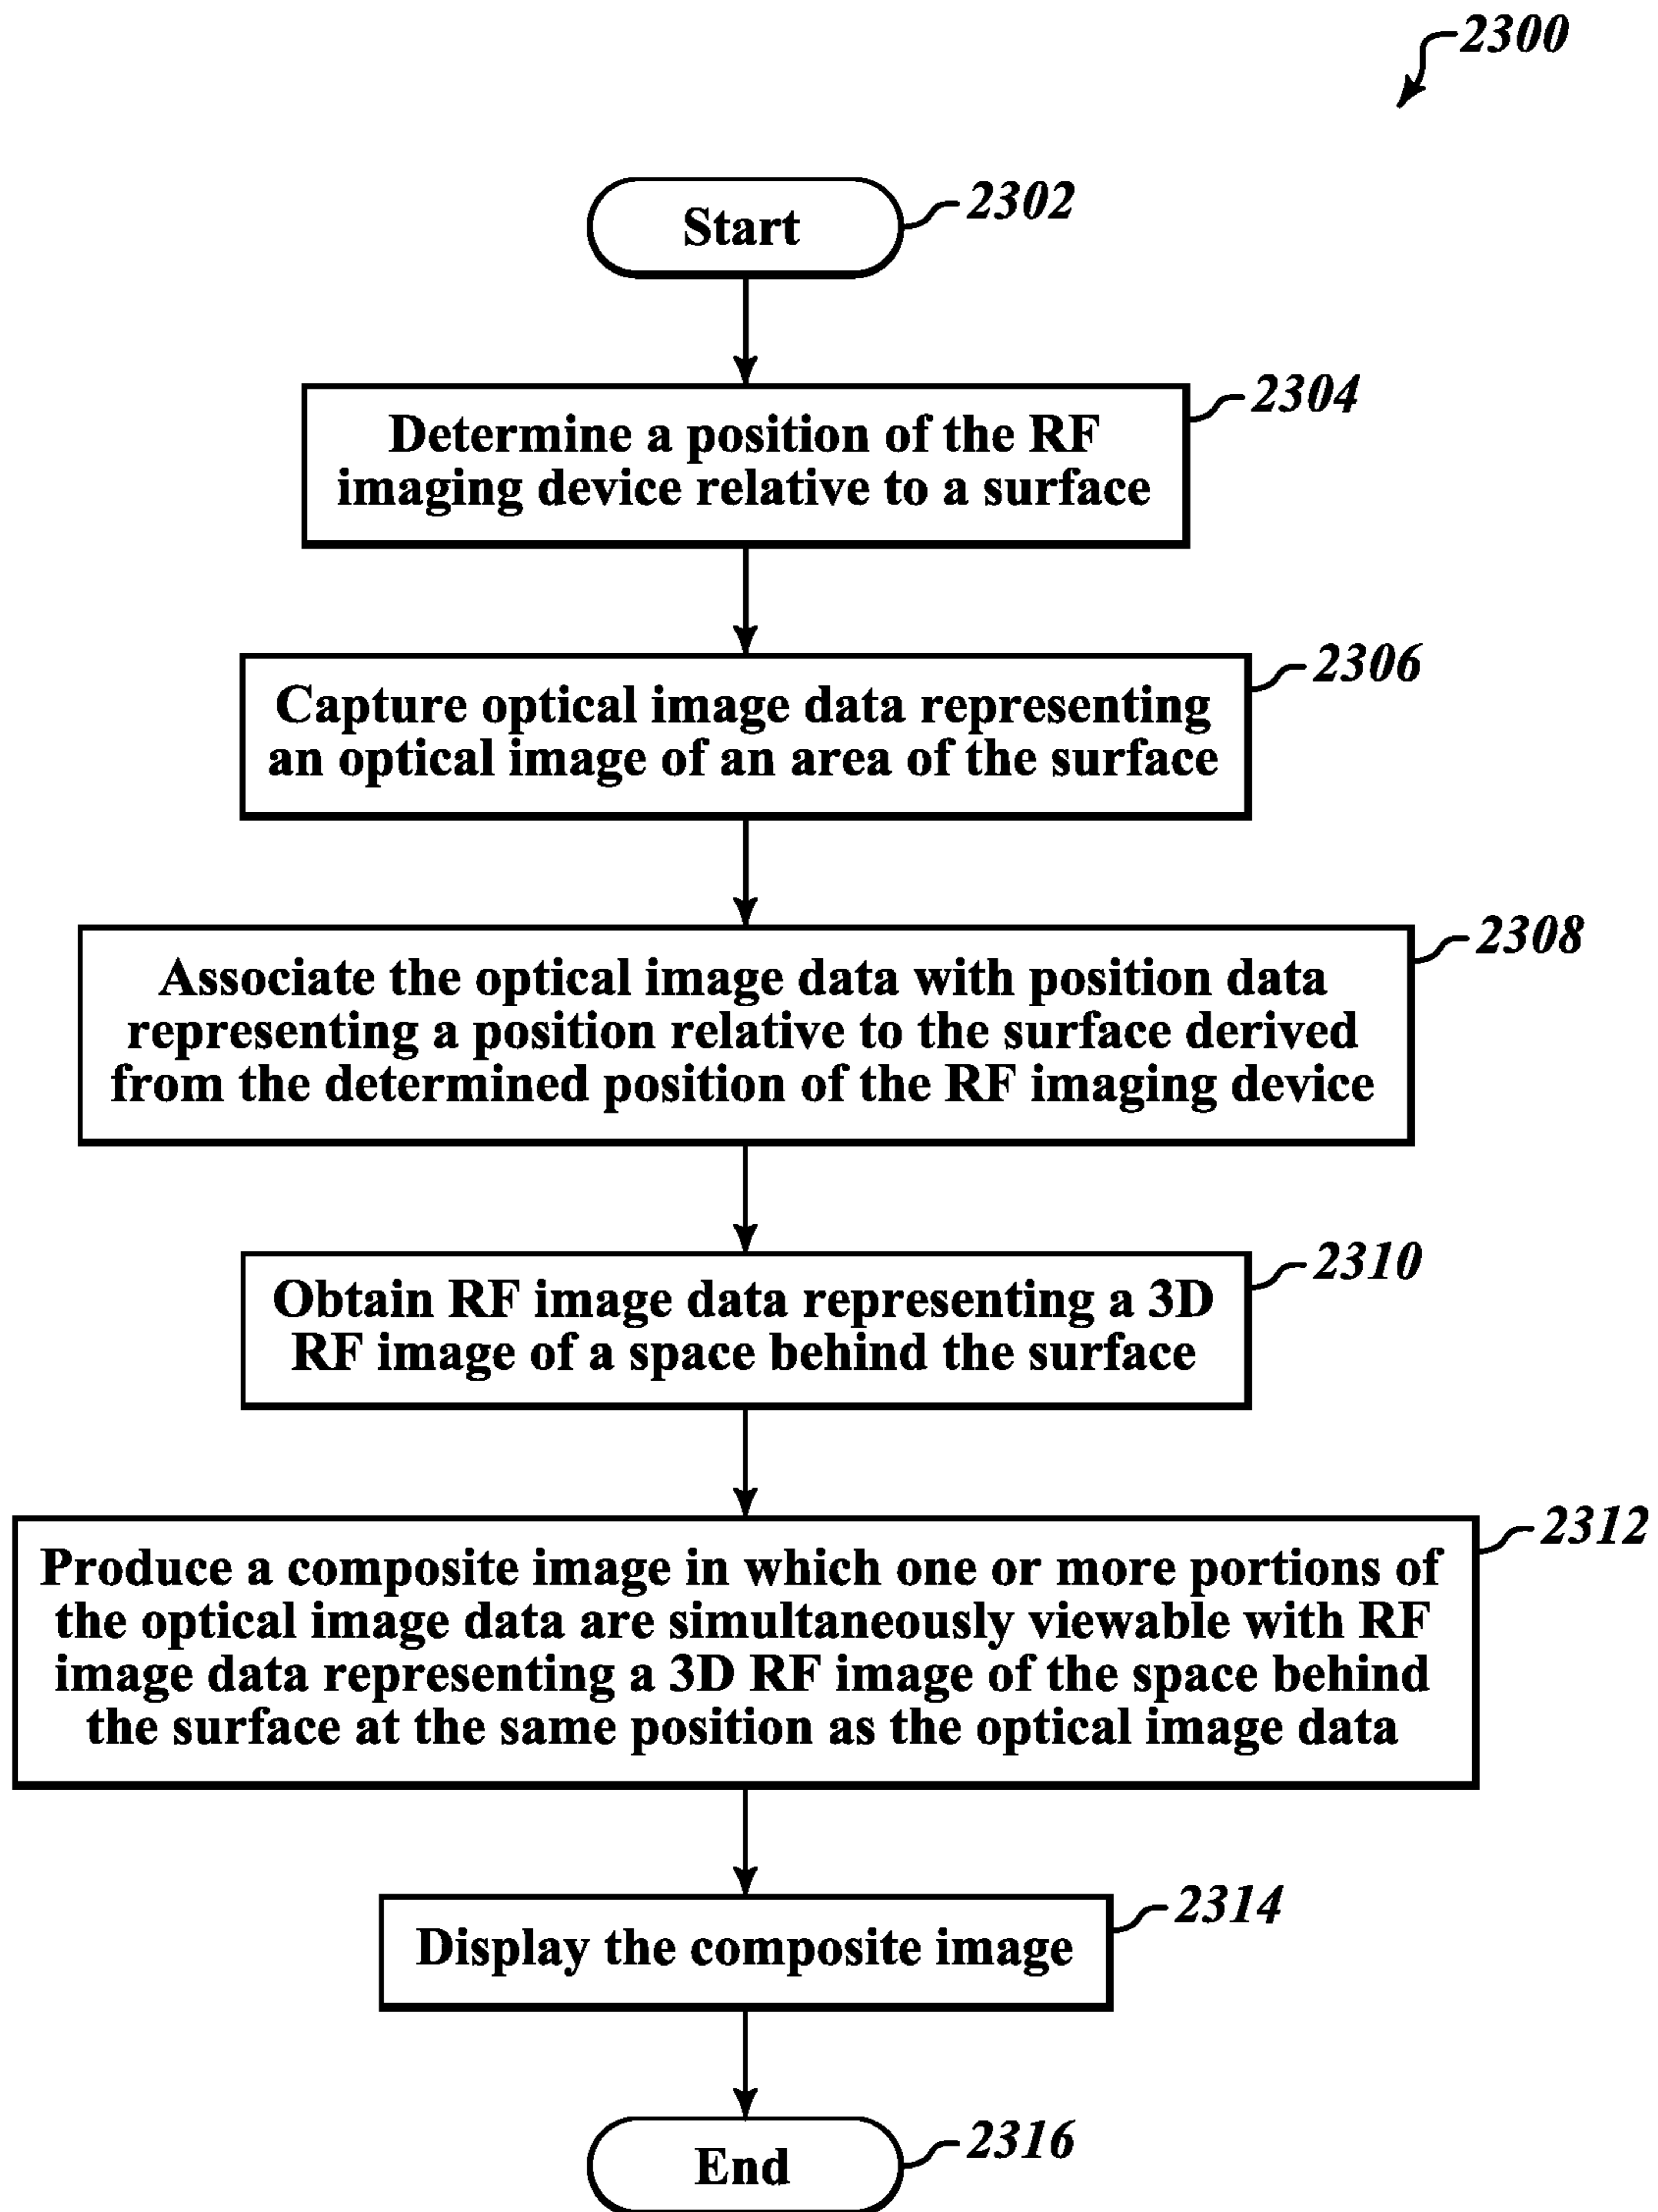 2300
Start
2302
Determine a position of the RF
imaging device relative to a surface
2304
Capture optical image data representing
an optical image of an area of the surface
2306
Associate the optical image data with position data
representing a position relative to the surface derived
from the determined position of the RF imaging device
2308
Obtain RF image data representing a 3D
RF image of a space behind the surface
2310
Produce a composite image in which one or more portions of
the optical image data are simultaneously viewable with RF
image data representing a 3D RF image of the space behind
the surface at the same position as the optical image data
2312
Display the composite image
2314
End
2316